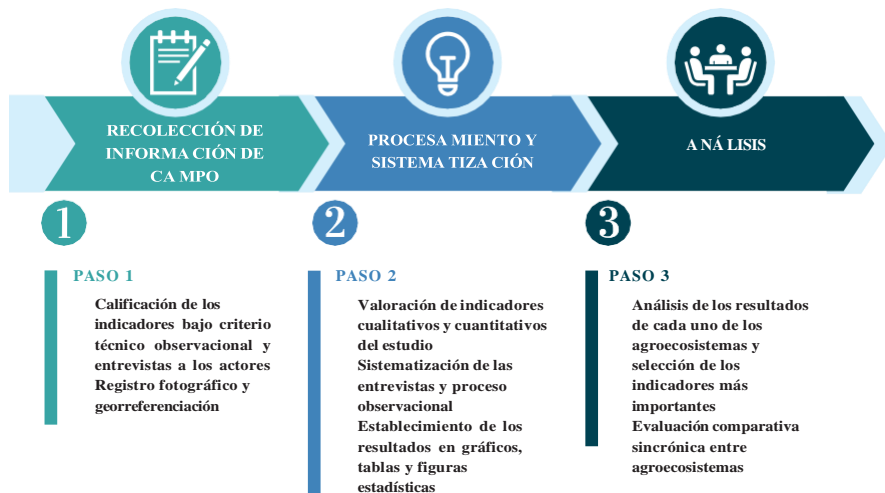 RECOLECCIÓN DE
INFORMA CIÓN DE
CA MPO
PROCESA MIENTO Y
SISTEMA TIZA CIÓN
A NÁ LISIS
1
2
3
PASO 1
Calificación de los
indicadores bajo criterio
técnico observacional y
entrevistas a los actores
Registro fotográfico y
georreferenciación
PASO 2
Valoración de indicadores
cualitativos y cuantitativos
del estudio
Sistematización de las
entrevistas y proceso
observacional
Establecimiento de los
resultados en gráficos,
tablas y figuras
estadísticas
PASO 3
Análisis de los resultados
de cada uno de los
agroecosistemas y
selección de los
indicadores más
importantes
Evaluación comparativa
sincrónica entre
agroecosistemas